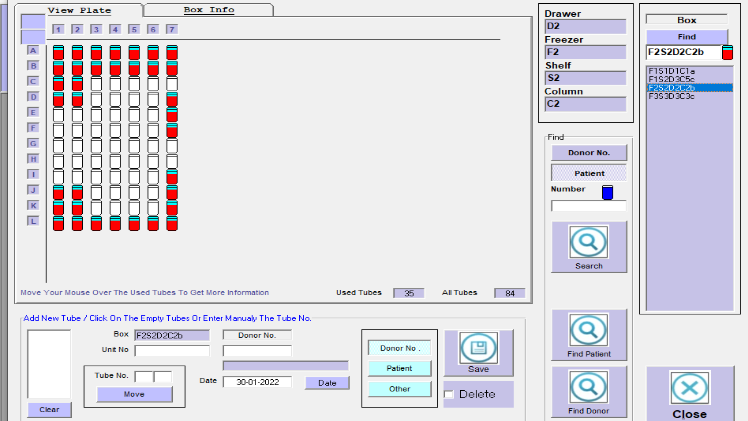 View Plate
Box Info
1 2 3 4 5 6 7
A
B
C
D
E
F
G
H
I
J
K
L
Move Your Mouse Over The Used Tubes To Get More Information
Used Tubes 35 All Tubes 84
Drawer
D2
Freezer
F2
Shelf
S2
Column
C2
Find
Donor No.
Patient
Number
Search
Find Patient
Find Donor
Box
Find
F2S2D2C2b
F1S1D1C1a
F1S2D3C5c
F2S2D2C2b
F3S3D3C3c
Close
Add New Tube / Click On The Empty Tubes Or Enter Manualy The Tube No.
Box F2S2D2C2b Donor No.
Unit No
Tube No.
Move
Clear
Date 30-01-2022 Date
Donor No .
Patient
Other
Save
Delete